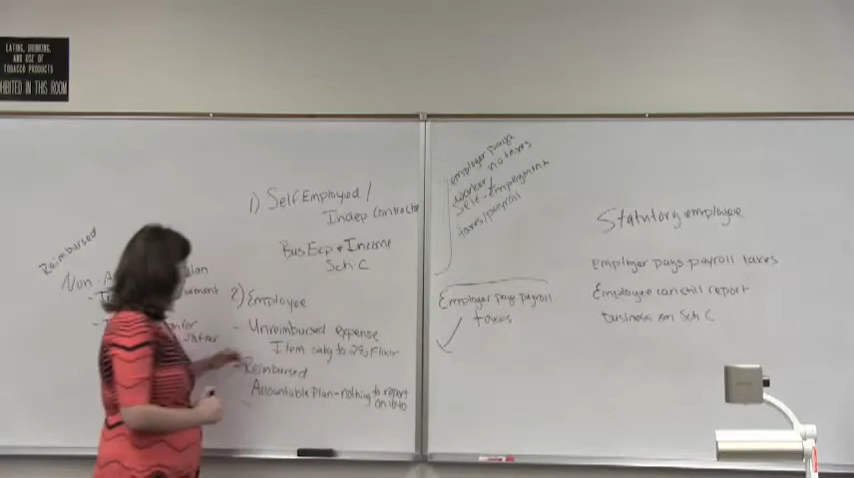 EATING, DRINKING,
AND USE OF
TOBACCO PRODUCTS
IBITED IN THIS ROOM
Reimbursed
Non-A lan
1) Self Employed /
Indep Contractor
Bus Exp + Income
Sch C
2) Employee
- Unreimbursed Expense
Item subj to 2% Floor
- Reimbursed
Accountable Plan - nothing to report
on 1040
employer pays
no taxes
worker/
Self-Employment
taxes/payroll
Employer pays payroll
taxes
Statutory employee
employer pays payroll taxes
Employee can still report
business on Sch C